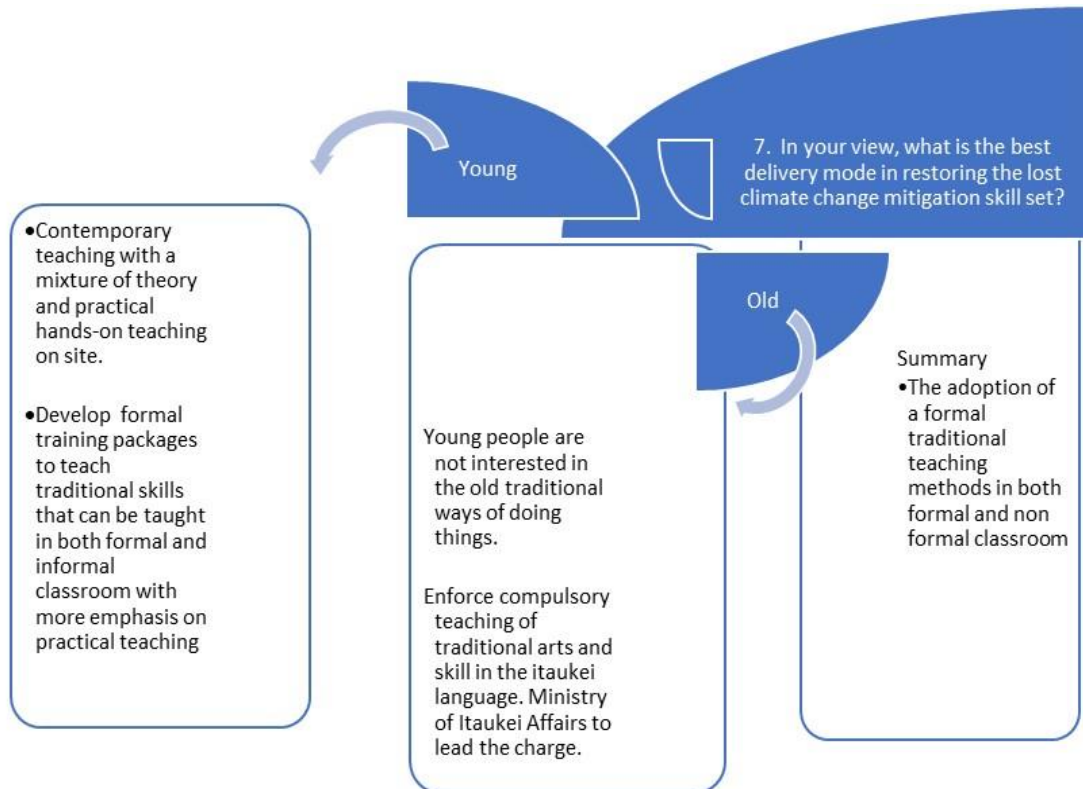 7. In your view, what is the best
delivery mode in restoring the lost
climate change mitigation skill set?
Young
•Contemporary
teaching with a
mixture of theory
and practical
hands-on teaching
on site.
•Develop formal
training packages
to teach
traditional skills
that can be taught
in both formal and
informal
classroom with
more emphasis on
practical teaching
Old
Young people are
not interested in
the old traditional
ways of doing
things.
Enforce compulsory
teaching of
traditional arts and
skill in the itaukei
language. Ministry
of Itaukei Affairs to
lead the charge.
Summary
•The adoption of
a formal
traditional
teaching
methods in both
formal and non
formal classroom